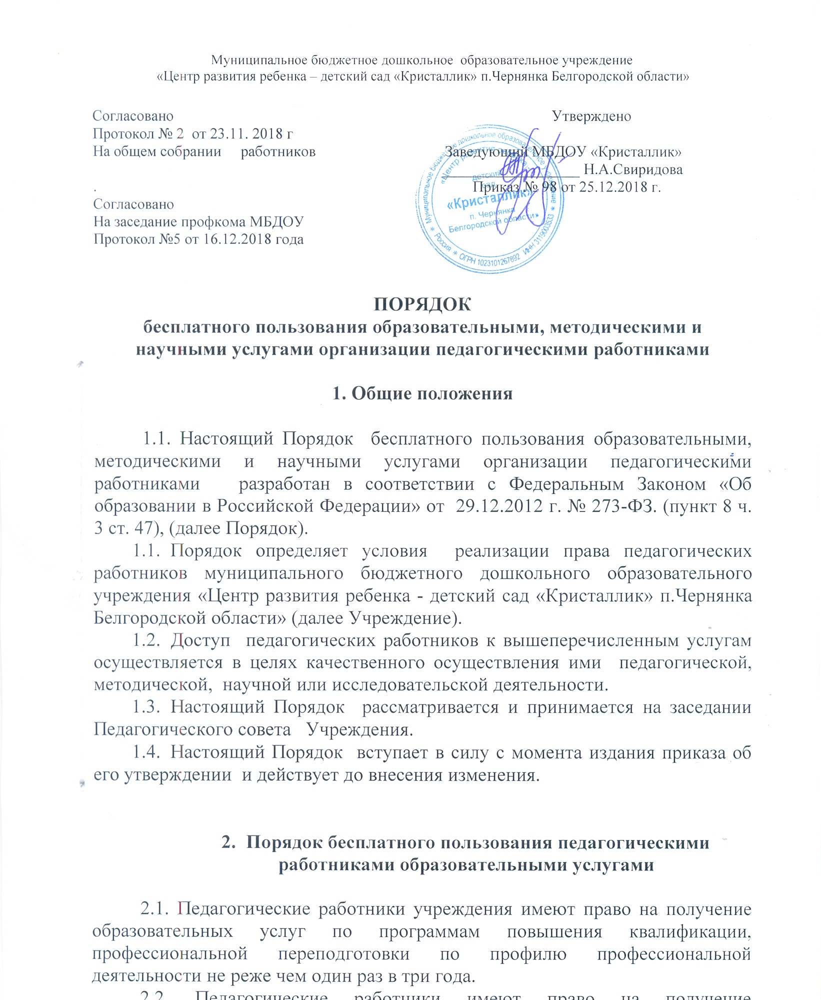 Муниципальное бюджетное дошкольное образовательное учреждение
«Центр развития ребенка – детский сад «Кристаллик» п.Чернянка Белгородской области»
Согласовано
Протокол № 2 от 23.11. 2018 г
На общем собрании работников
.
Согласовано
На заседание профкома МБДОУ
Протокол №5 от 16.12.2018 года
Утверждено
Заведующий МБДОУ «Кристаллик»
Н.А.Свиридова
Приказ № 98 от 25.12.2018 г.
Муниципальное бюджетное дошкольное образовательное учреждение
«Центр развития ребенка-
детский
сад
«Кристаллик»
п. Чернянка
Белгородской области»
* Россия * ОГРН 1023101267892 ИНН 3119003533 *
ПОРЯДОК
бесплатного пользования образовательными, методическими и
научными услугами организации педагогическими работниками
1. Общие положения
1.1. Настоящий Порядок бесплатного пользования образовательными,
методическими и научными услугами организации педагогическими
работниками разработан в соответствии с Федеральным Законом «Об
образовании в Российской Федерации» от 29.12.2012 г. № 273-ФЗ. (пункт 8 ч.
3 ст. 47), (далее Порядок).
1.1. Порядок определяет условия реализации права педагогических
работников муниципального бюджетного дошкольного образовательного
учреждения «Центр развития ребенка - детский сад «Кристаллик» п.Чернянка
Белгородской области» (далее Учреждение).
1.2. Доступ педагогических работников к вышеперечисленным услугам
осуществляется в целях качественного осуществления ими педагогической,
методической, научной или исследовательской деятельности.
1.3. Настоящий Порядок рассматривается и принимается на заседании
Педагогического совета Учреждения.
1.4. Настоящий Порядок вступает в силу с момента издания приказа об
его утверждении и действует до внесения изменения.
2. Порядок бесплатного пользования педагогическими
работниками образовательными услугами
2.1. Педагогические работники учреждения имеют право на получение
образовательных услуг по программам повышения квалификации,
профессиональной переподготовки по профилю профессиональной
деятельности не реже чем один раз в три года.
2.2. Педагогические работники имеют право на получение